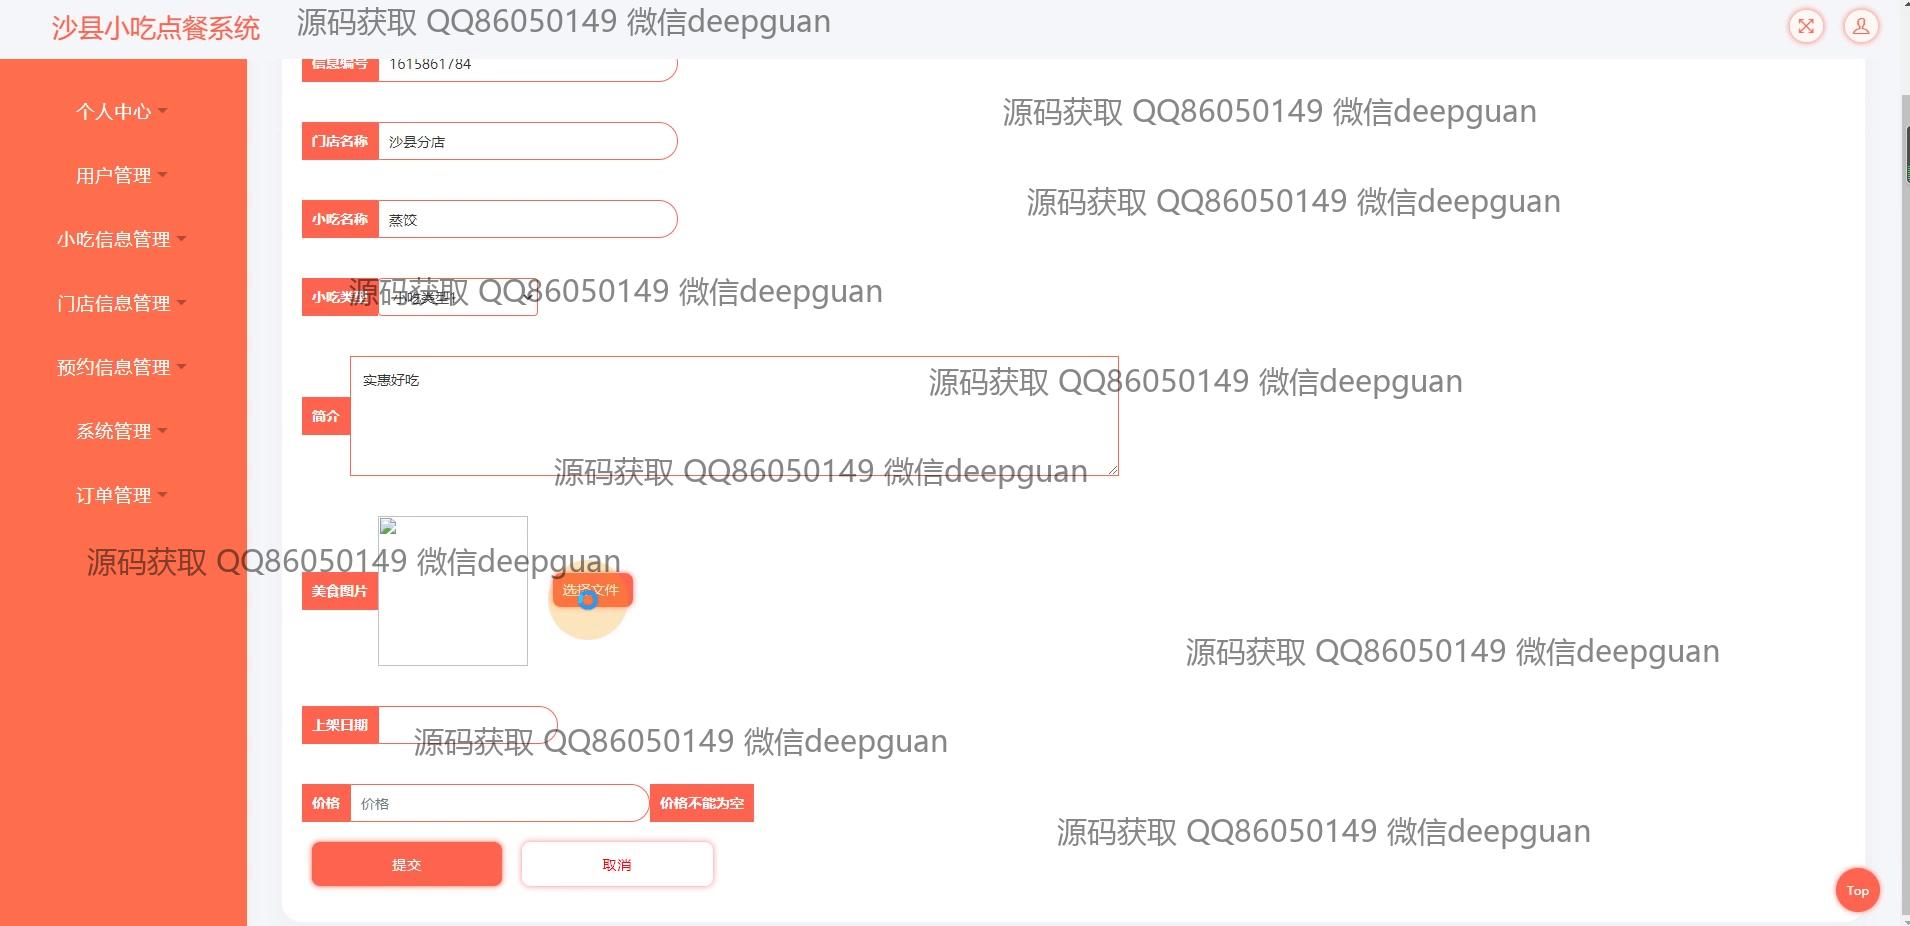 沙县小吃点餐系统
源码获取 QQ86050149 微信deepguan
信息编号 1615861784
个人中心
源码获取 QQ86050149 微信deepguan
门店名称 沙县分店
用户管理
源码获取 QQ86050149 微信deepguan
小吃名称 蒸饺
小吃信息管理
源码获取 QQ86050149 微信deepguan
小吃类型 小吃类型1
门店信息管理
预约信息管理
实惠好吃
源码获取 QQ86050149 微信deepguan
简介
系统管理
源码获取 QQ86050149 微信deepguan
订单管理
源码获取 QQ86050149 微信deepguan
美食图片 选择文件
源码获取 QQ86050149 微信deepguan
上架日期
源码获取 QQ86050149 微信deepguan
价格 价格 价格不能为空
源码获取 QQ86050149 微信deepguan
提交 取消
Top